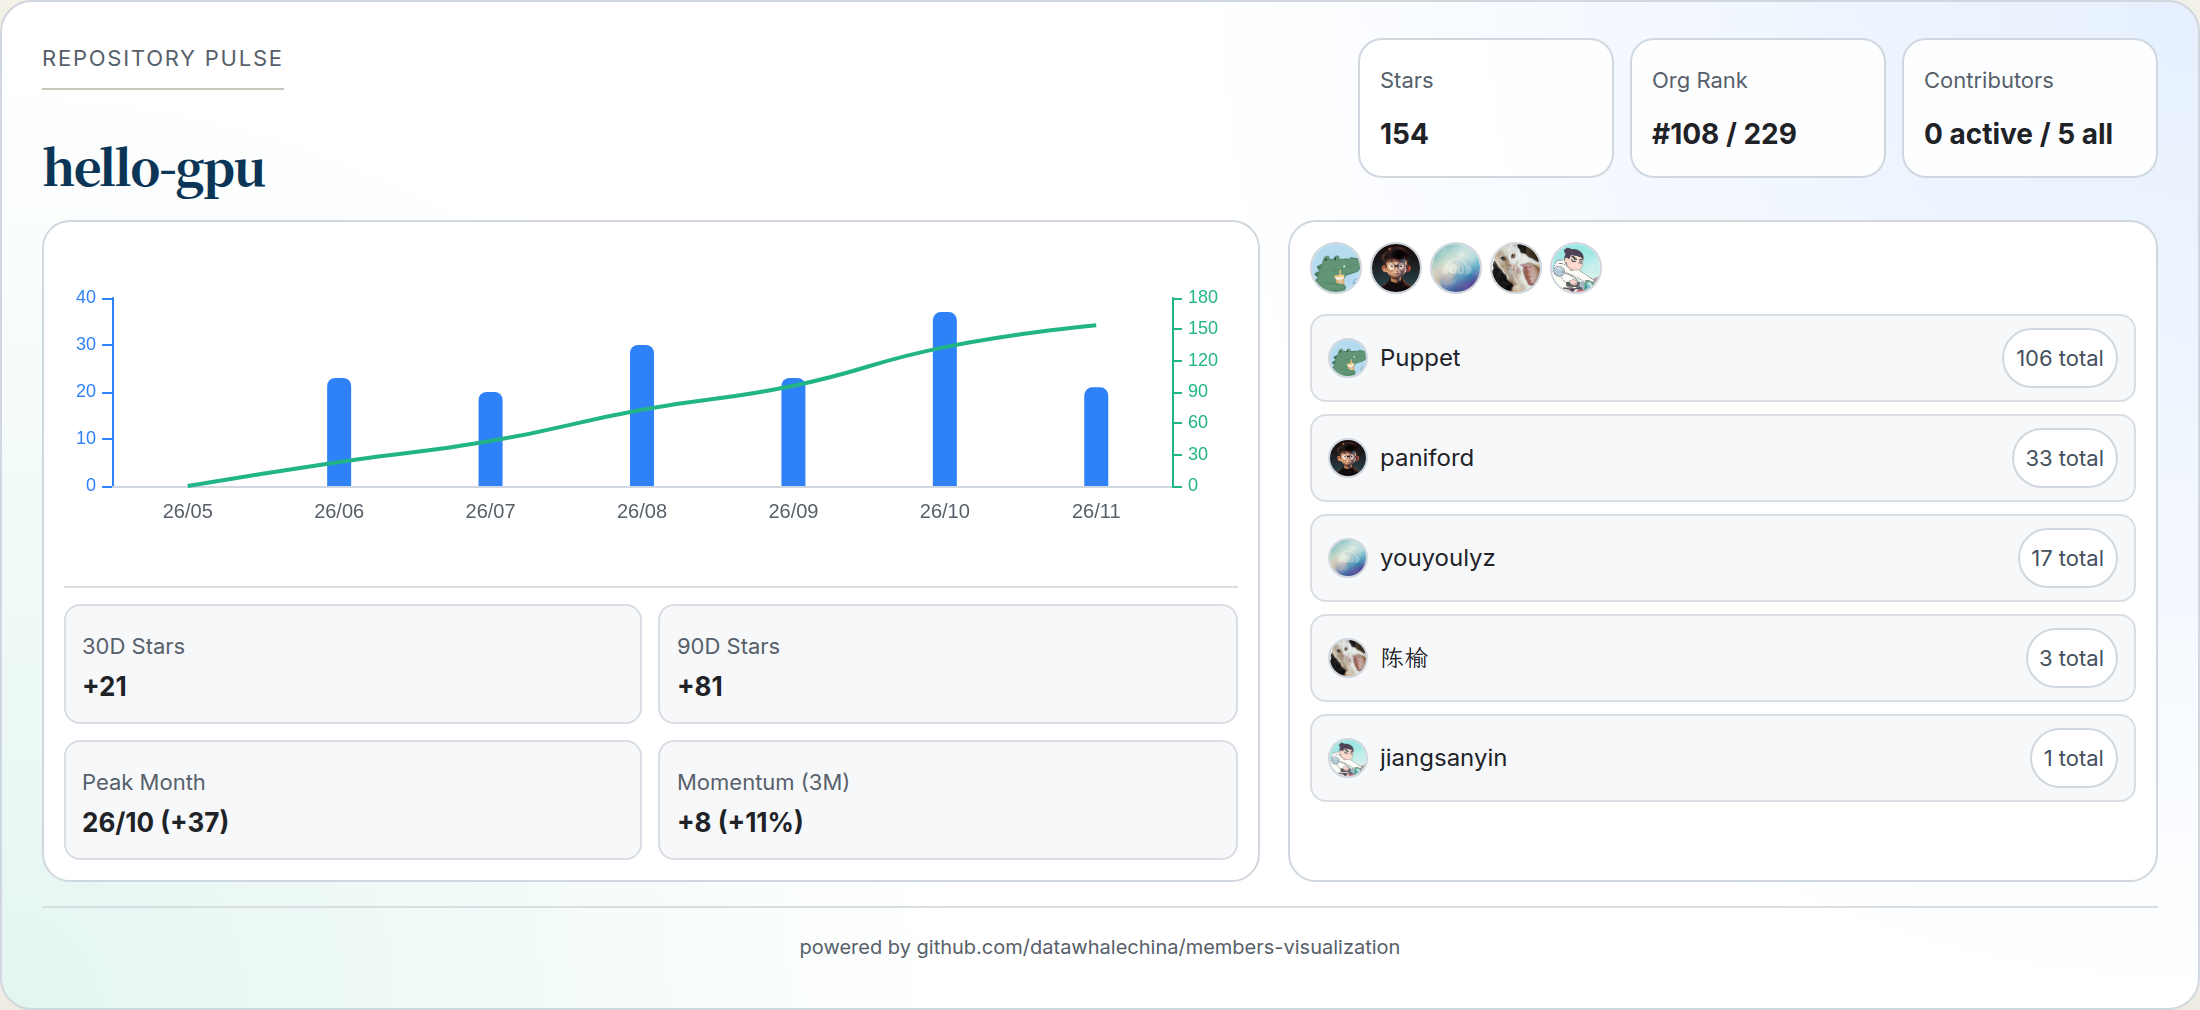 REPOSITORY PULSE
hello-gpu
Stars
154
Org Rank
#108 / 229
Contributors
0 active / 5 all
40
30
20
10
0
180
150
120
90
60
30
0
26/05 26/06 26/07 26/08 26/09 26/10 26/11
30D Stars
+21
90D Stars
+81
Peak Month
26/10 (+37)
Momentum (3M)
+8 (+11%)
Puppet 106 total
paniford 33 total
youyoulyz 17 total
陈榆 3 total
jiangsanyin 1 total
powered by github.com/datawhalechina/members-visualization